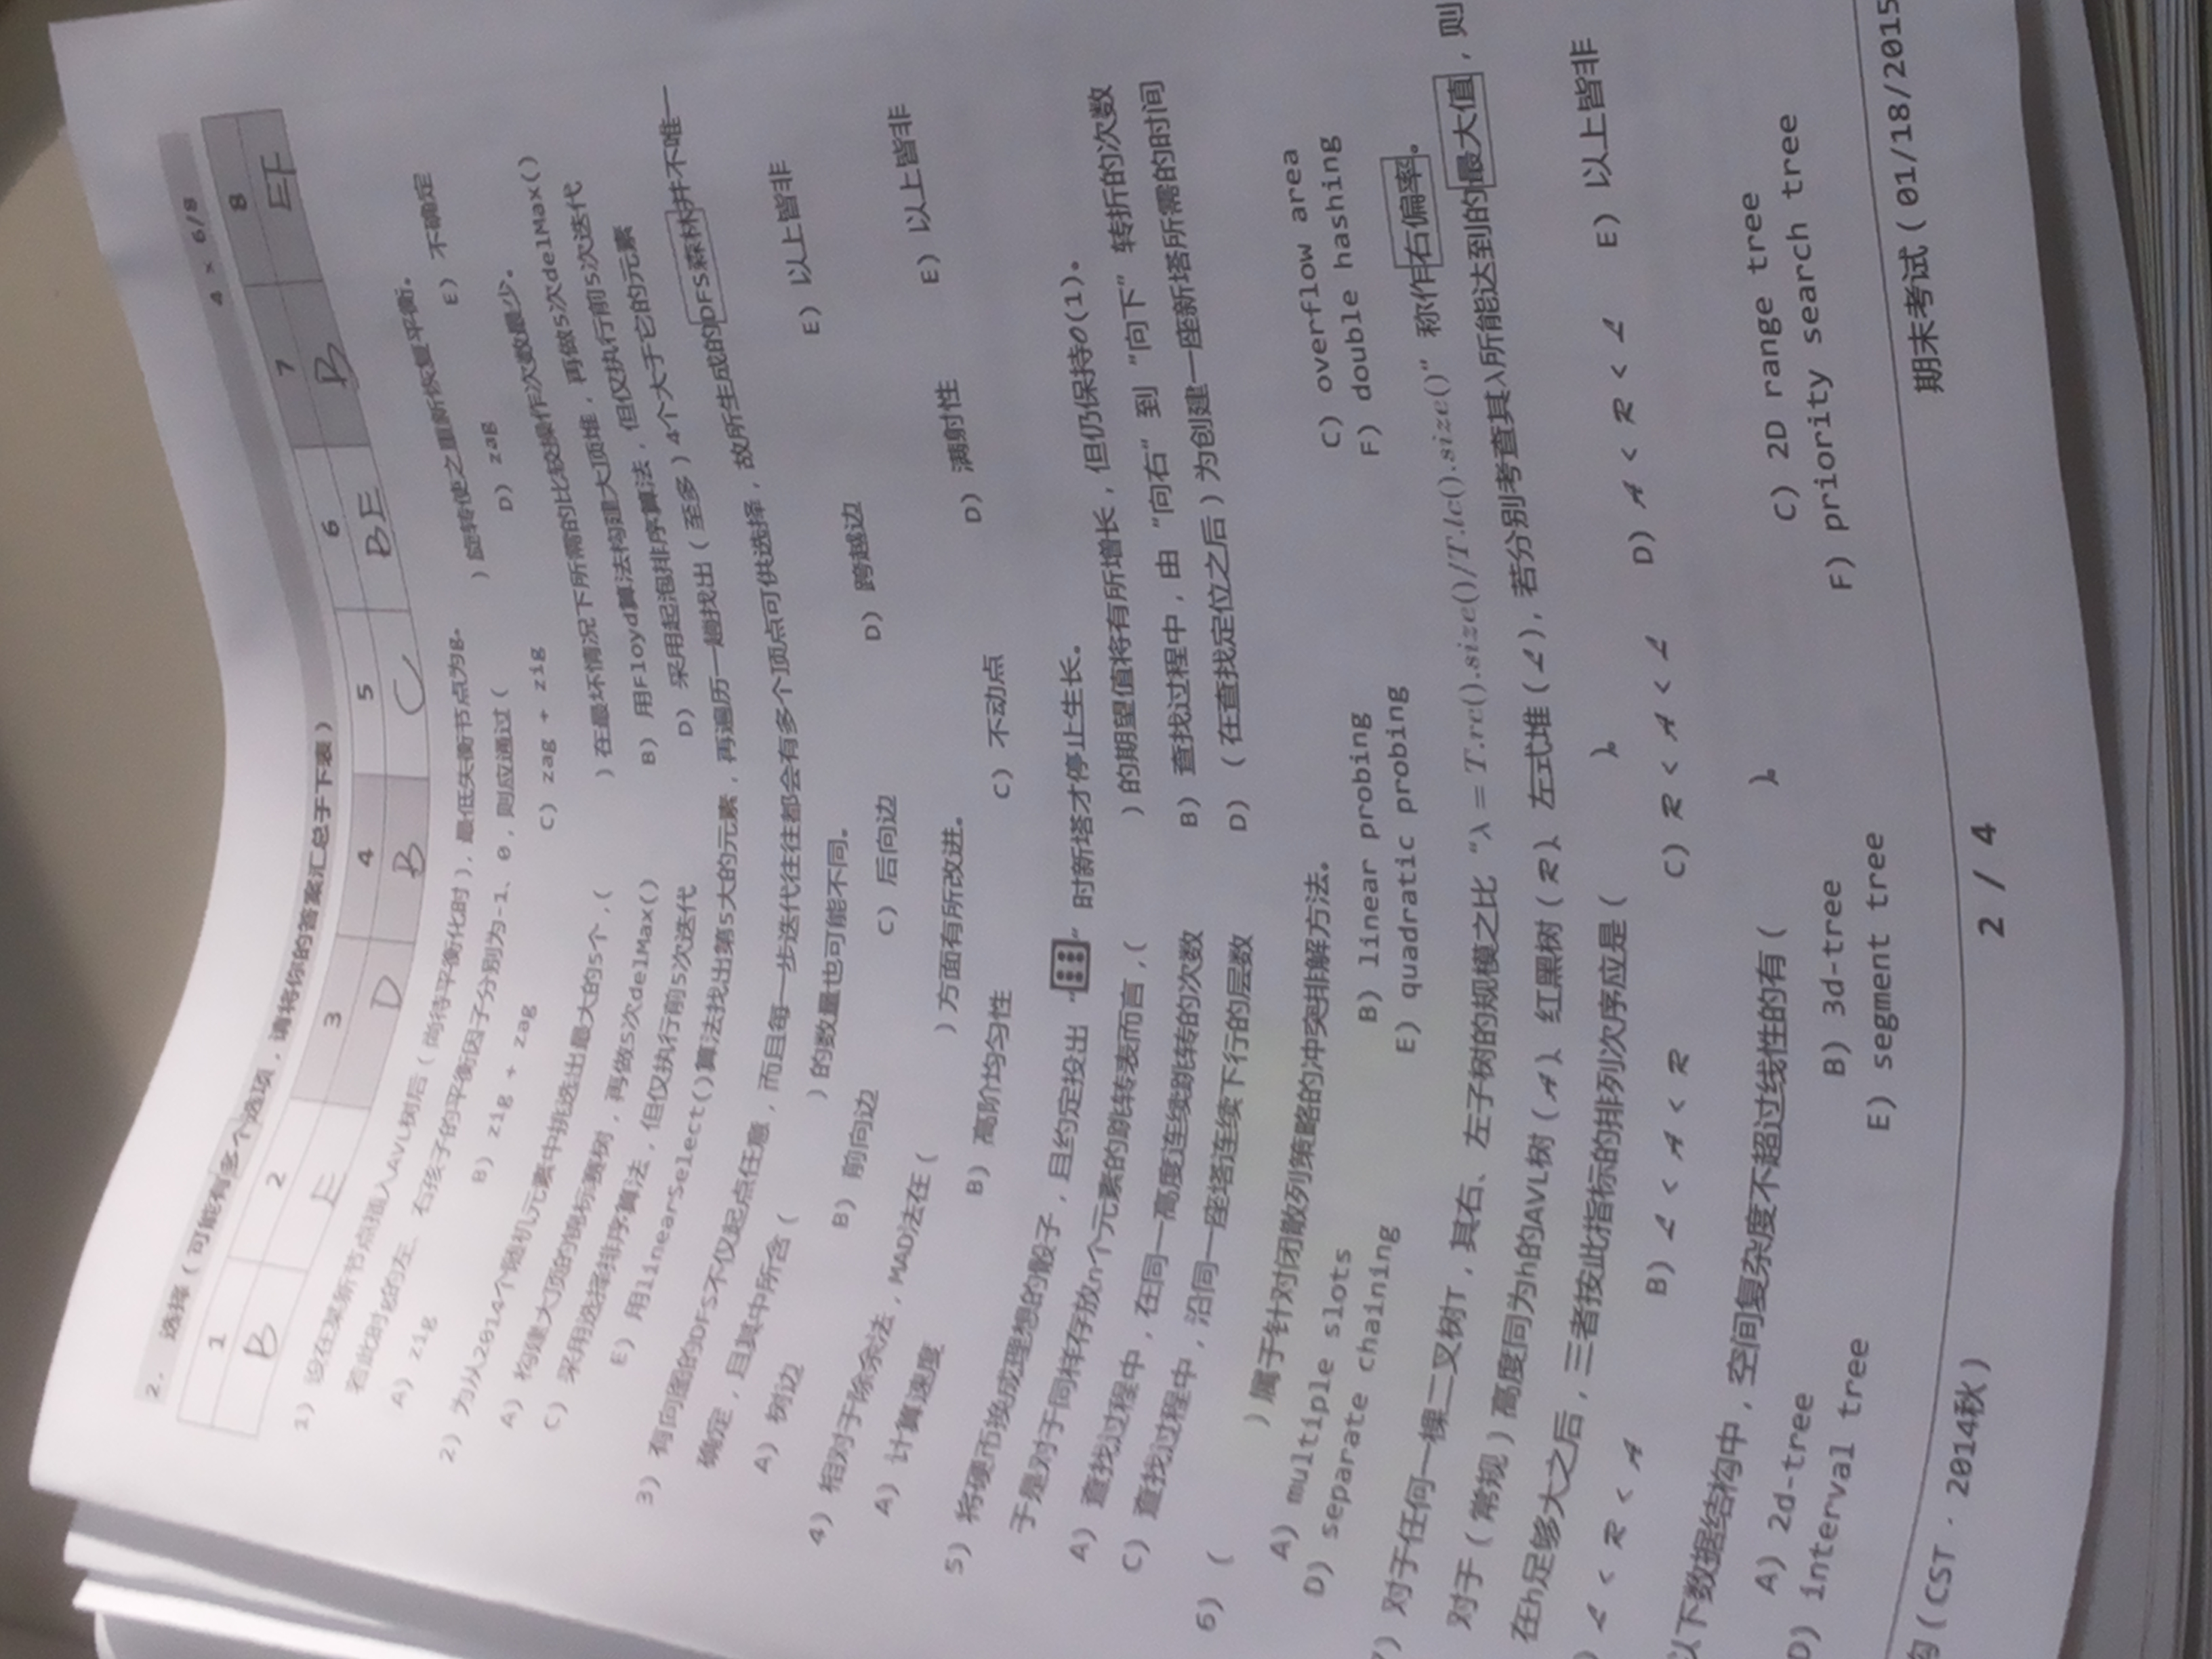 2. 选择(可能有多个选项,请将你的答案汇总于下表) 4 × 6/8
1 2 3 4 5 6 7 8
B E D B C BE B EF
1) 设在某新节点插入AVL树后(尚待平衡化时),最低失衡节点为g。
若此时g的左、右孩子的平衡因子分别为-1、0,则应通过( )旋转使之重新恢复平衡。
A) zig B) zig + zag C) zag + zig D) zag E) 不确定
2) 为从2014个随机元素中挑选出最大的5个,( )在最坏情况下所需的比较操作次数最少。
A) 构建大顶的锦标赛树,再做5次delMax() B) 用Floyd算法构建大顶堆,再做5次delMax()
C) 采用选择排序算法,但仅执行前5次迭代 D) 采用起泡排序算法,但仅执行前5次迭代
E) 用linearSelect()算法找出第5大的元素,再遍历一趟找出(至多)4个大于它的元素
3) 有向图的DFS不仅起点任意,而且每一步迭代往往都会有多个顶点可供选择,故所生成的DFS森林并不唯一
确定,且其中所含( )的数量也可能不同。
A) 树边 B) 前向边 C) 后向边 D) 跨越边 E) 以上皆非
4) 相对于除余法,MAD法在( )方面有所改进。
A) 计算速度 B) 高阶均匀性 C) 不动点 D) 满射性 E) 以上皆非
5) 将硬币换成理想的骰子,且约定投出“⚅”时新塔才停止生长。
于是对于同样存放n个元素的跳转表而言,( )的期望值将有所增长,但仍保持O(1)。
A) 查找过程中,在同一高度连续跳转的次数 B) 查找过程中,由“向右”到“向下”转折的次数
C) 查找过程中,沿同一座塔连续下行的层数 D) (在查找定位之后)为创建一座新塔所需的时间
6) ( )属于针对闭散列策略的冲突排解方法。
A) multiple slots B) linear probing C) overflow area
D) separate chaining E) quadratic probing F) double hashing
7) 对于任何一棵二叉树T,其右、左子树的规模之比“λ = T.rc().size()/T.lc().size()”称作右偏率。
对于(常规)高度同为h的AVL树(A)、红黑树(R)、左式堆(L),若分别考查其λ所能达到的最大值,则
在h足够大之后,三者按此指标的排列次序应是( )。
) L < R < A B) L < A < R C) R < A < L D) A < R < L E) 以上皆非
以下数据结构中,空间复杂度不超过线性的有( )。
A) 2d-tree B) 3d-tree C) 2D range tree
D) interval tree E) segment tree F) priority search tree
构(CST · 2014秋) 2 / 4 期末考试(01/18/2015